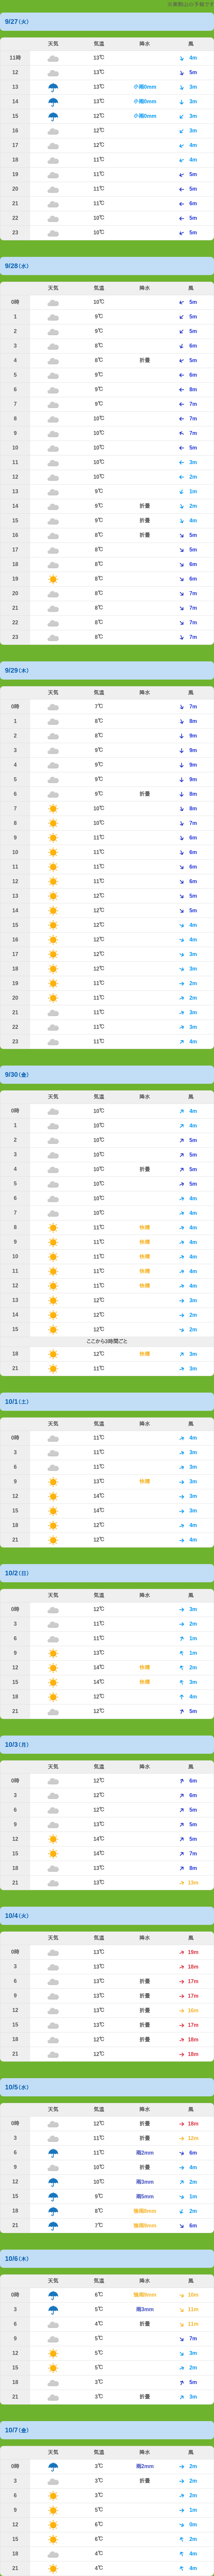 9/27(火)
天気 気温 降水 風
11時 13℃ 4m
12 13℃ 5m
13 13℃ 小雨0mm 3m
14 13℃ 小雨0mm 3m
15 12℃ 小雨0mm 3m
16 12℃ 3m
17 12℃ 4m
18 11℃ 4m
19 11℃ 5m
20 11℃ 5m
21 11℃ 6m
22 10℃ 5m
23 10℃ 5m
9/28(水)
天気 気温 降水 風
0時 10℃ 5m
1 9℃ 5m
2 9℃ 5m
3 8℃ 6m
4 8℃ 折畳 5m
5 9℃ 6m
6 9℃ 8m
7 9℃ 7m
8 10℃ 7m
9 10℃ 7m
10 10℃ 5m
11 10℃ 3m
12 10℃ 2m
13 9℃ 1m
14 9℃ 折畳 2m
15 9℃ 折畳 4m
16 8℃ 折畳 5m
17 8℃ 5m
18 8℃ 6m
19 8℃ 6m
20 8℃ 7m
21 8℃ 7m
22 8℃ 7m
23 8℃ 7m
9/29(木)
天気 気温 降水 風
0時 7℃ 7m
1 8℃ 8m
2 8℃ 9m
3 9℃ 9m
4 9℃ 9m
5 9℃ 9m
6 9℃ 折畳 8m
7 10℃ 8m
8 10℃ 7m
9 11℃ 6m
10 11℃ 6m
11 11℃ 6m
12 11℃ 6m
13 12℃ 5m
14 12℃ 5m
15 12℃ 4m
16 12℃ 4m
17 12℃ 3m
18 12℃ 3m
19 11℃ 2m
20 11℃ 2m
21 11℃ 3m
22 11℃ 3m
23 11℃ 4m
9/30(金)
天気 気温 降水 風
0時 10℃ 4m
1 10℃ 4m
2 10℃ 5m
3 10℃ 5m
4 10℃ 折畳 5m
5 10℃ 5m
6 10℃ 4m
7 10℃ 4m
8 11℃ 快晴 4m
9 11℃ 快晴 4m
10 11℃ 快晴 4m
11 11℃ 快晴 4m
12 11℃ 快晴 4m
13 12℃ 3m
14 12℃ 2m
15 12℃ 2m
ここから3時間ごと
18 12℃ 快晴 3m
21 11℃ 3m
10/1(土)
天気 気温 降水 風
0時 11℃ 4m
3 11℃ 3m
6 11℃ 3m
9 13℃ 快晴 3m
12 14℃ 3m
15 14℃ 3m
18 12℃ 4m
21 12℃ 4m
10/2(日)
天気 気温 降水 風
0時 12℃ 3m
3 11℃ 2m
6 11℃ 1m
9 13℃ 1m
12 14℃ 快晴 2m
15 14℃ 快晴 3m
18 12℃ 4m
21 12℃ 5m
10/3(月)
天気 気温 降水 風
0時 12℃ 6m
3 12℃ 6m
6 12℃ 5m
9 13℃ 5m
12 14℃ 5m
15 14℃ 7m
18 13℃ 8m
21 13℃ 13m
10/4(火)
天気 気温 降水 風
0時 13℃ 19m
3 13℃ 18m
6 13℃ 折畳 17m
9 13℃ 折畳 17m
12 13℃ 折畳 16m
15 13℃ 折畳 17m
18 12℃ 折畳 18m
21 12℃ 18m
10/5(水)
天気 気温 降水 風
0時 12℃ 折畳 18m
3 11℃ 折畳 12m
6 11℃ 雨2mm 6m
9 10℃ 折畳 4m
12 10℃ 雨3mm 2m
15 9℃ 雨5mm 1m
18 8℃ 強雨8mm 2m
21 7℃ 強雨9mm 6m
10/6(木)
天気 気温 降水 風
0時 6℃ 強雨9mm 10m
3 5℃ 雨3mm 11m
6 4℃ 折畳 11m
9 5℃ 7m
12 5℃ 3m
15 5℃ 2m
18 3℃ 5m
21 3℃ 折畳 3m
10/7(金)
天気 気温 降水 風
0時 3℃ 雨2mm 2m
3 3℃ 折畳 2m
6 3℃ 2m
9 5℃ 1m
12 6℃ 0m
15 6℃ 2m
18 4℃ 4m
21 4℃ 4m